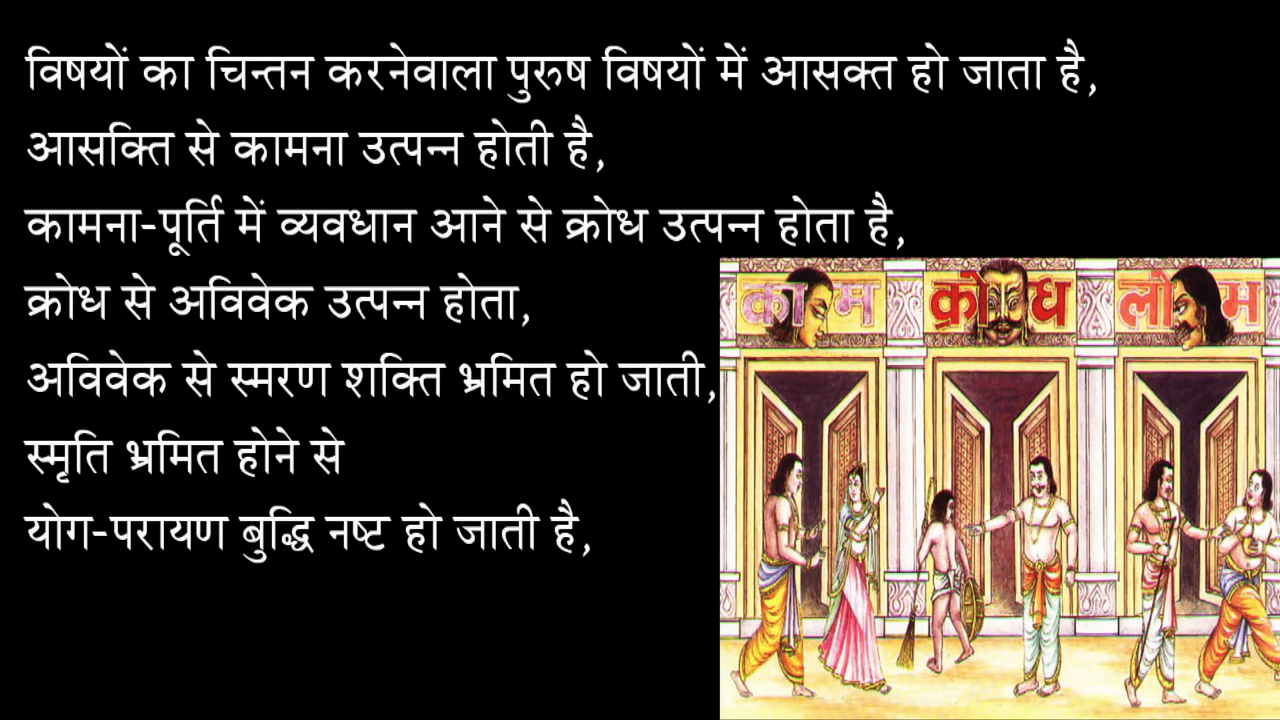 विषयों का चिन्तन करनेवाला पुरुष विषयों में आसक्त हो जाता है,
आसक्ति से कामना उत्पन्न होती है,
कामना-पूर्ति में व्यवधान आने से क्रोध उत्पन्न होता है,
क्रोध से अविवेक उत्पन्न होता,
अविवेक से स्मरण शक्ति भ्रमित हो जाती,
स्मृति भ्रमित होने से
योग-परायण बुद्धि नष्ट हो जाती है,
काम क्रोध लोभ